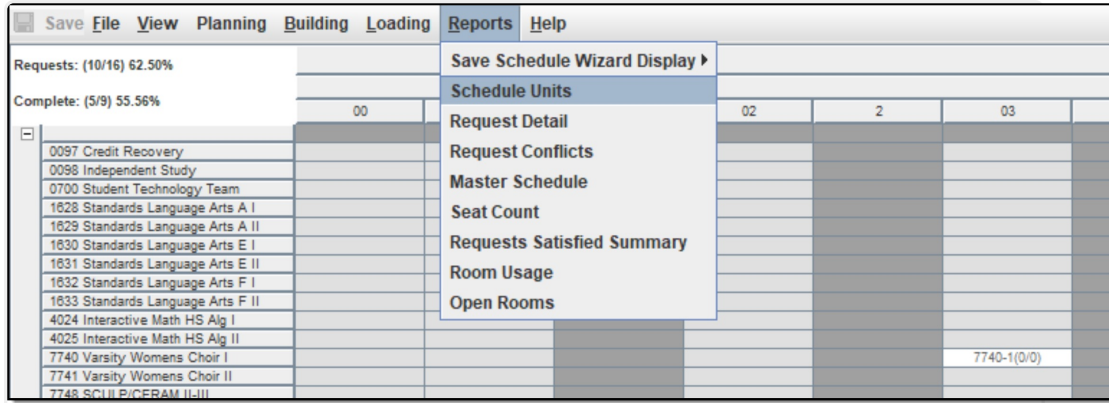 Save File View Planning Building Loading Reports Help
Requests: (10/16) 62.50%
Complete: (5/9) 55.56%
Save Schedule Wizard Display
Schedule Units
Request Detail
Request Conflicts
Master Schedule
Seat Count
Requests Satisfied Summary
Room Usage
Open Rooms
00 02 2 03
0097 Credit Recovery
0098 Independent Study
0700 Student Technology Team
1628 Standards Language Arts A I
1629 Standards Language Arts A II
1630 Standards Language Arts E I
1631 Standards Language Arts E II
1632 Standards Language Arts F I
1633 Standards Language Arts F II
4024 Interactive Math HS Alg I
4025 Interactive Math HS Alg II
7740 Varsity Womens Choir I 7740-1(0/0)
7741 Varsity Womens Choir II
7748 SCULP/CERAM II-III